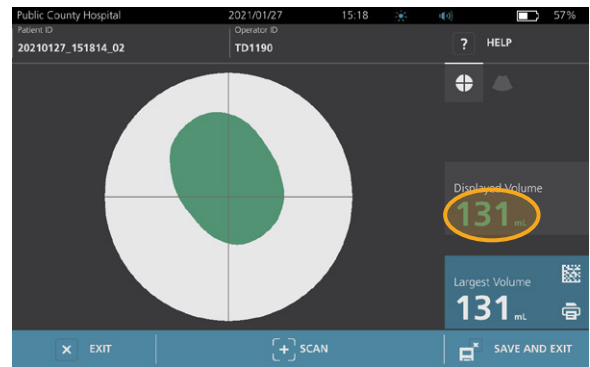 Public County Hospital 2021/01/27 15:18 57%
Patient ID Operator ID
20210127_151814_02 TD1190 ? HELP
Displayed Volume
131 mL
Largest Volume
131 mL
× EXIT SCAN SAVE AND EXIT